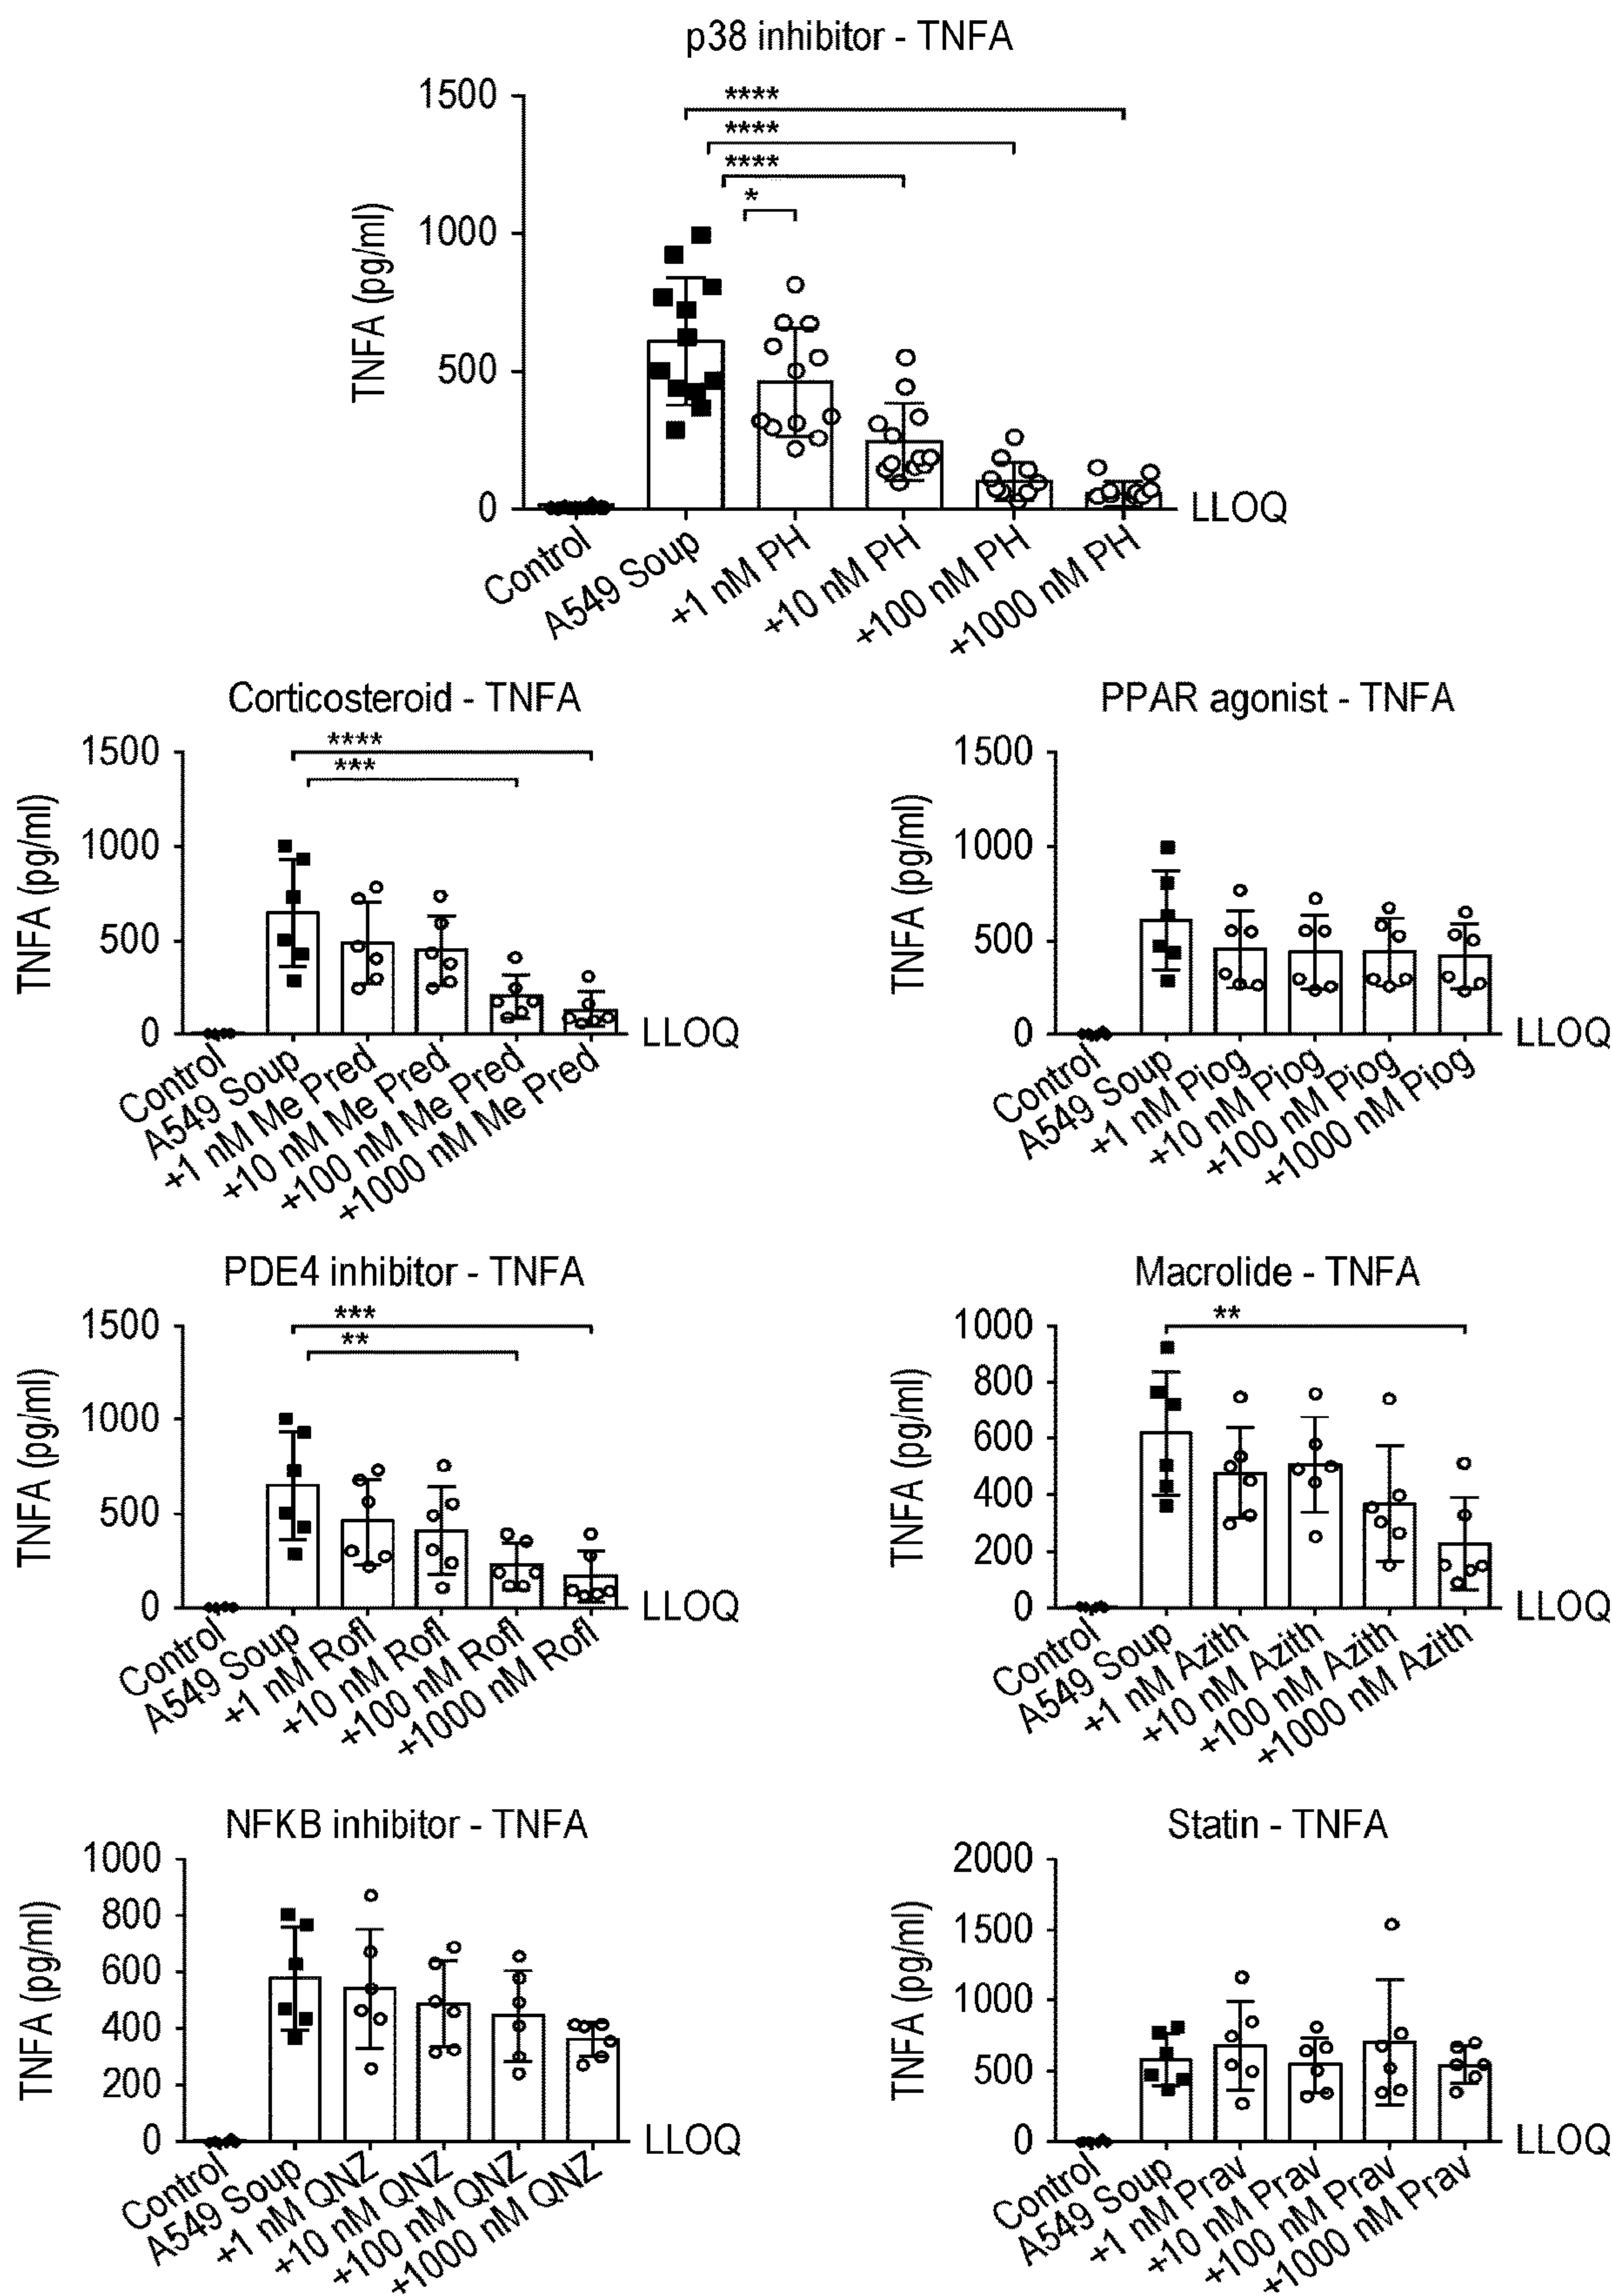 p38 inhibitor - TNFA
****
****
****
*
1500
1000
500
0
TNFA (pg/ml)
LLOQ
Control
A549 Soup
+1 nM PH
+10 nM PH
+100 nM PH
+1000 nM PH
Corticosteroid - TNFA
****
***
1500
1000
500
0
TNFA (pg/ml)
LLOQ
Control
A549 Soup
+1 nM Me Pred
+10 nM Me Pred
+100 nM Me Pred
+1000 nM Me Pred
PPAR agonist - TNFA
1500
1000
500
0
TNFA (pg/ml)
LLOQ
Control
A549 Soup
+1 nM Piog
+10 nM Piog
+100 nM Piog
+1000 nM Piog
PDE4 inhibitor - TNFA
***
**
1500
1000
500
0
TNFA (pg/ml)
LLOQ
Control
A549 Soup
+1 nM Rofl
+10 nM Rofl
+100 nM Rofl
+1000 nM Rofl
Macrolide - TNFA
**
1000
800
600
400
200
0
TNFA (pg/ml)
LLOQ
Control
A549 Soup
+1 nM Azith
+10 nM Azith
+100 nM Azith
+1000 nM Azith
NFKB inhibitor - TNFA
1000
800
600
400
200
0
TNFA (pg/ml)
LLOQ
Control
A549 Soup
+1 nM QNZ
+10 nM QNZ
+100 nM QNZ
+1000 nM QNZ
Statin - TNFA
2000
1500
1000
500
0
TNFA (pg/ml)
LLOQ
Control
A549 Soup
+1 nM Prav
+10 nM Prav
+100 nM Prav
+1000 nM Prav